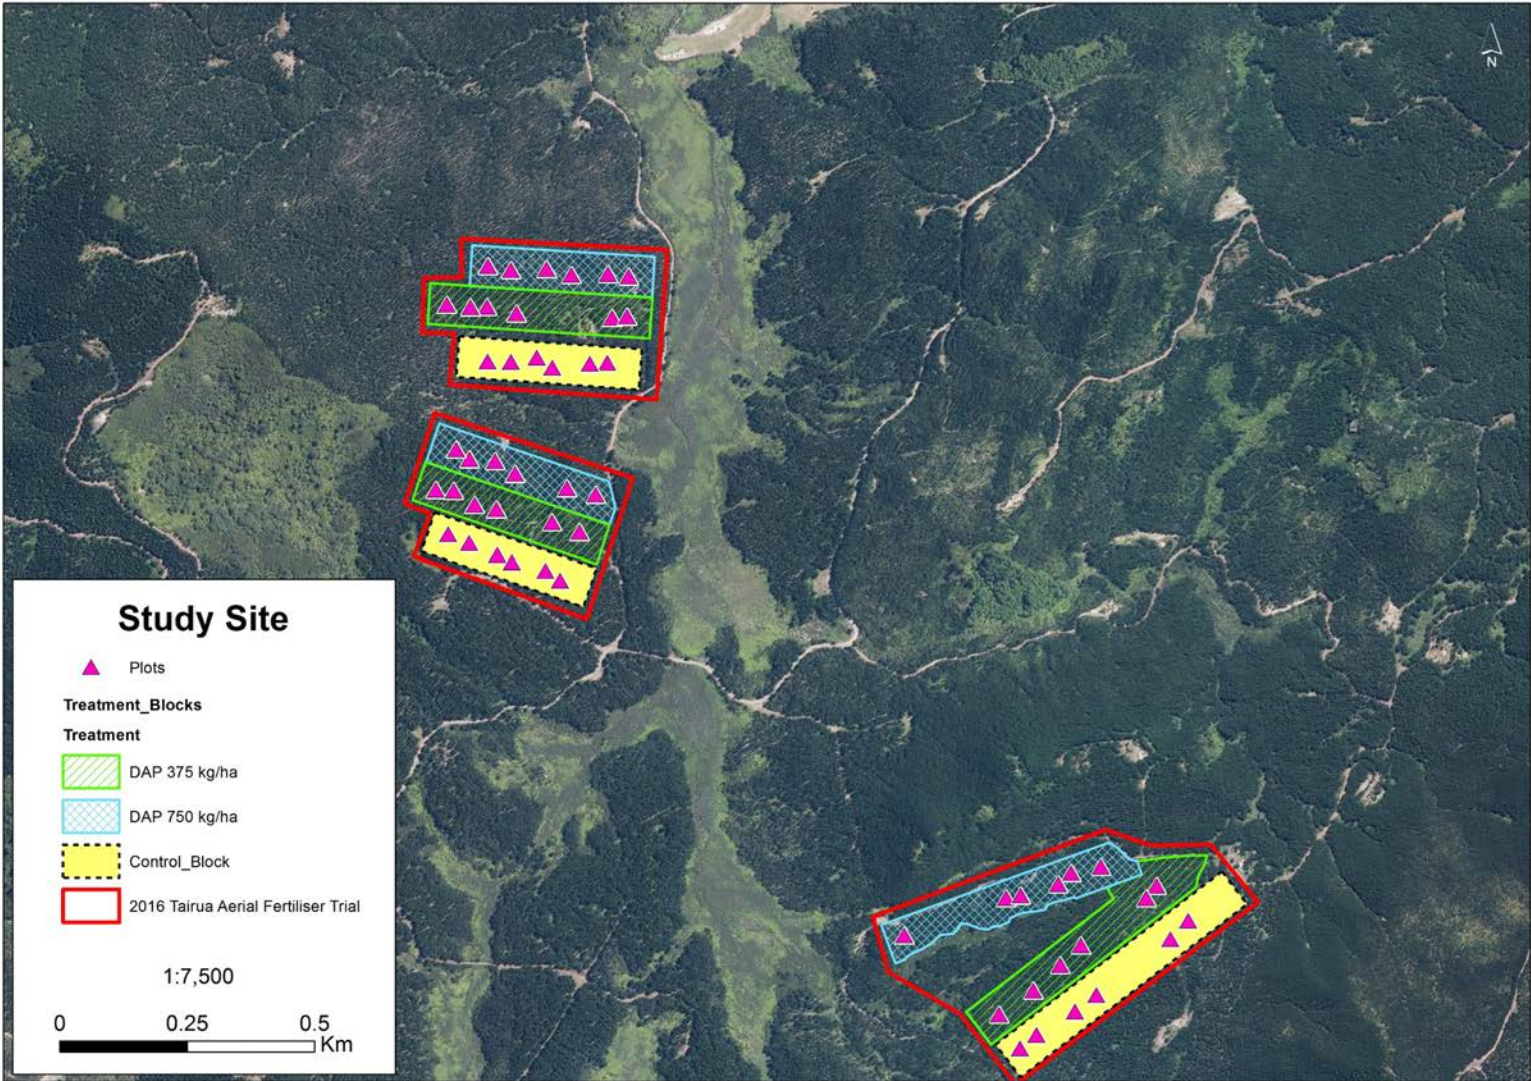 N
Study Site
Plots
Treatment_Blocks
Treatment
DAP 375 kg/ha
DAP 750 kg/ha
Control_Block
2016 Tairua Aerial Fertiliser Trial
1:7,500
0 0.25 0.5
Km